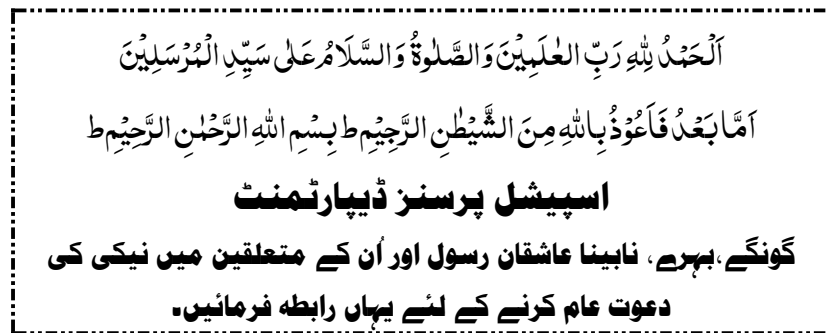 اَلْحَمْدُ لِلّٰهِ رَبِّ الْعٰلَمِيْنَ وَالصَّلٰوةُ وَالسَّلَامُ عَلٰى سَيِّدِ الْمُرْسَلِيْنَ
اَمَّا بَعْدُ فَاَعُوْذُ بِاللّٰهِ مِنَ الشَّيْطٰنِ الرَّجِيْمِ ط بِسْمِ اللّٰهِ الرَّحْمٰنِ الرَّحِيْمِ ط
اسپیشل پرسنز ڈیپارٹمنٹ
گونگے،بہرے، نابینا عاشقان رسول اور اُن کے متعلقین میں نیکی کی
دعوت عام کرنے کے لئے یہاں رابطہ فرمائیں۔